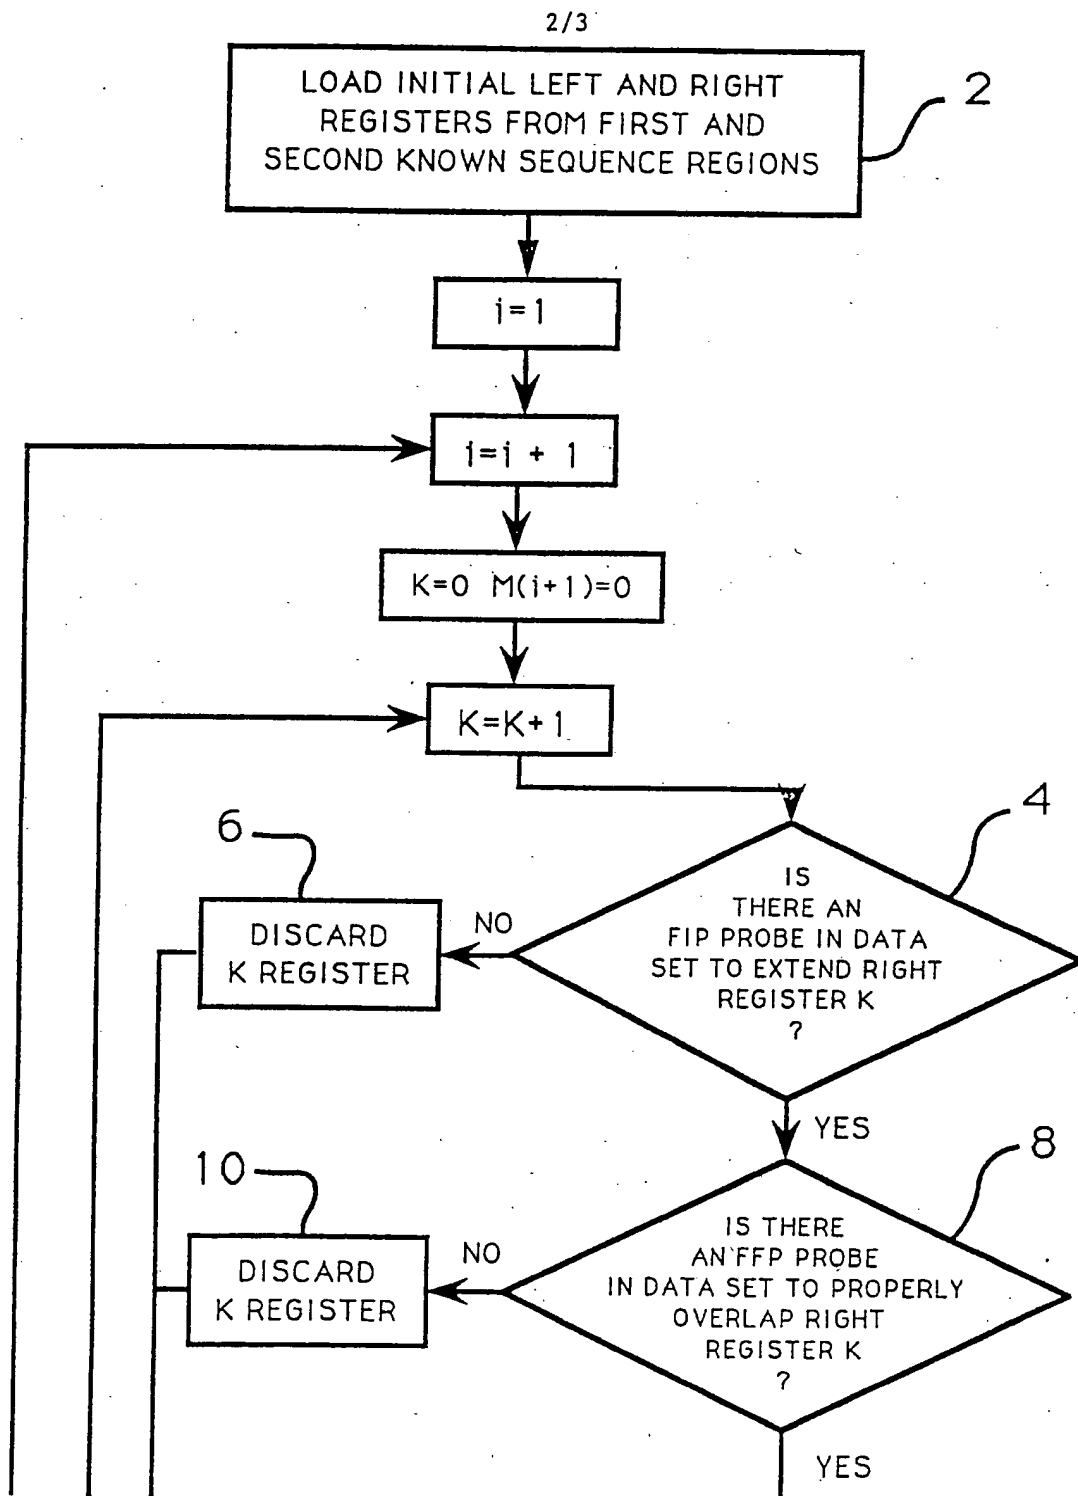 2/3
LOAD INITIAL LEFT AND RIGHT
REGISTERS FROM FIRST AND
SECOND KNOWN SEQUENCE REGIONS
2
i=1
i=i + 1
K=0 M(i+1)=0
K=K+1
4
6
IS
THERE AN
FIP PROBE IN DATA
SET TO EXTEND RIGHT
REGISTER K
?
NO
DISCARD
K REGISTER
YES
8
10
IS THERE
AN FFP PROBE
IN DATA SET TO PROPERLY
OVERLAP RIGHT
REGISTER K
?
NO
DISCARD
K REGISTER
YES